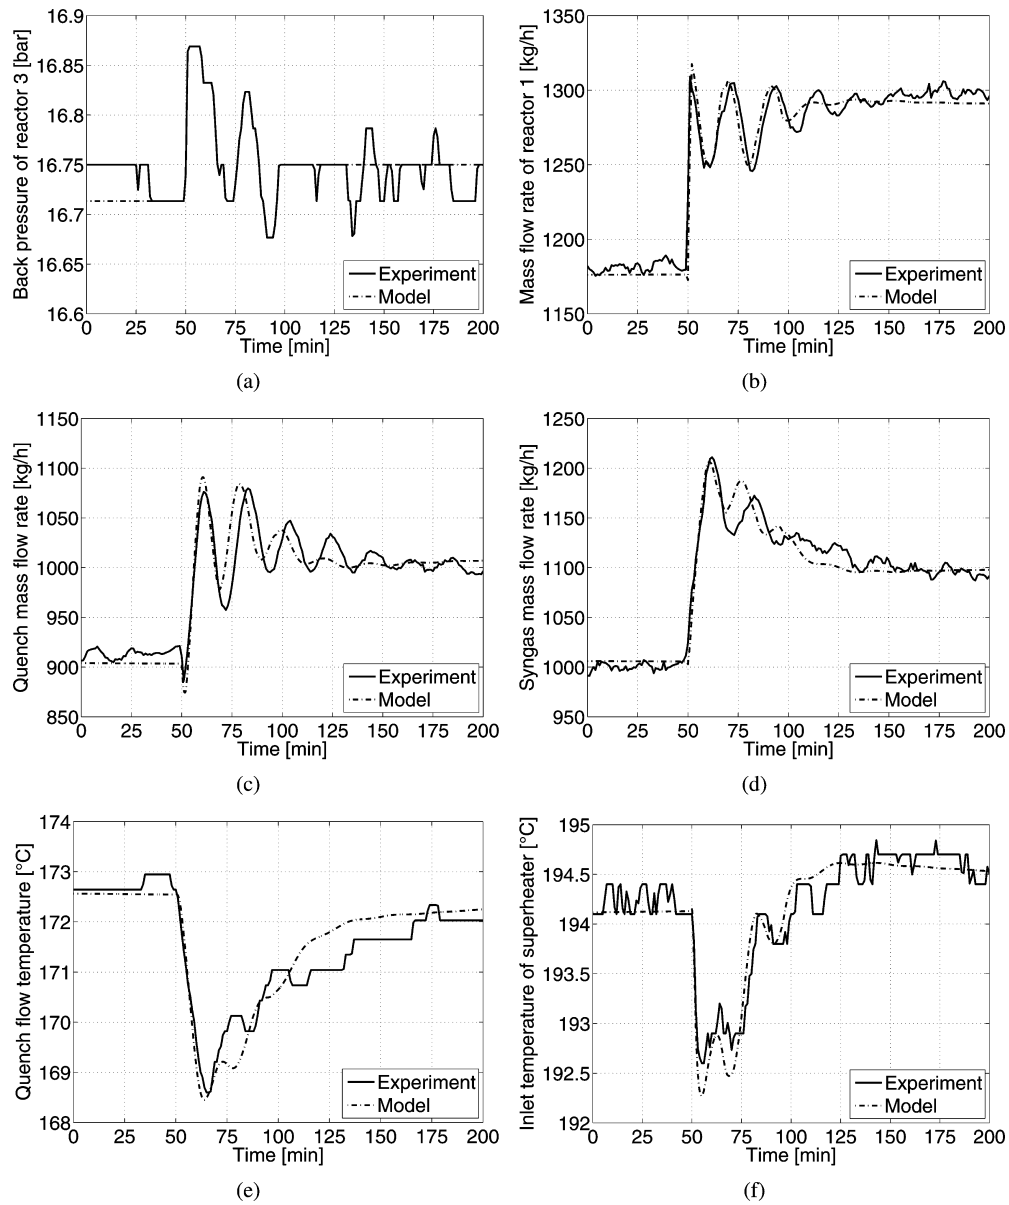 16.9
16.85
16.8
16.75
16.7
16.65
16.6
Back pressure of reactor 3 [bar]
Experiment
Model
0 25 50 75 100 125 150 175 200
Time [min]
(a)
1350
1300
1250
1200
1150
Mass flow rate of reactor 1 [kg/h]
Experiment
Model
0 25 50 75 100 125 150 175 200
Time [min]
(b)
1150
1100
1050
1000
950
900
850
Quench mass flow rate [kg/h]
Experiment
Model
0 25 50 75 100 125 150 175 200
Time [min]
(c)
1250
1200
1150
1100
1050
1000
950
Syngas mass flow rate [kg/h]
Experiment
Model
0 25 50 75 100 125 150 175 200
Time [min]
(d)
174
173
172
171
170
169
168
Quench flow temperature [°C]
Experiment
Model
0 25 50 75 100 125 150 175 200
Time [min]
(e)
195
194.5
194
193.5
193
192.5
192
Inlet temperature of superheater [°C]
Experiment
Model
0 25 50 75 100 125 150 175 200
Time [min]
(f)